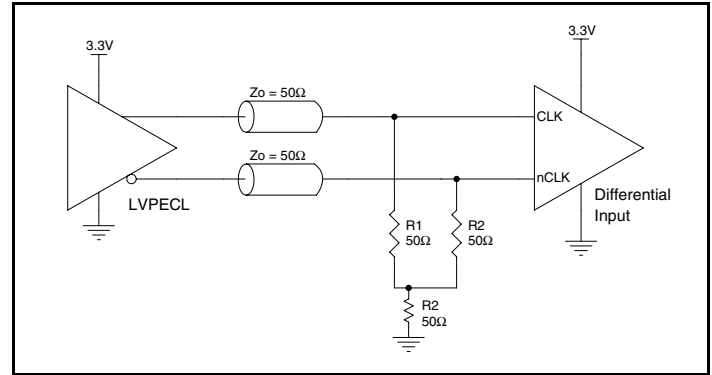 3.3V
3.3V
Zo = 50Ω
CLK
Zo = 50Ω
nCLK
LVPECL
Differential
Input
R1
50Ω
R2
50Ω
R2
50Ω